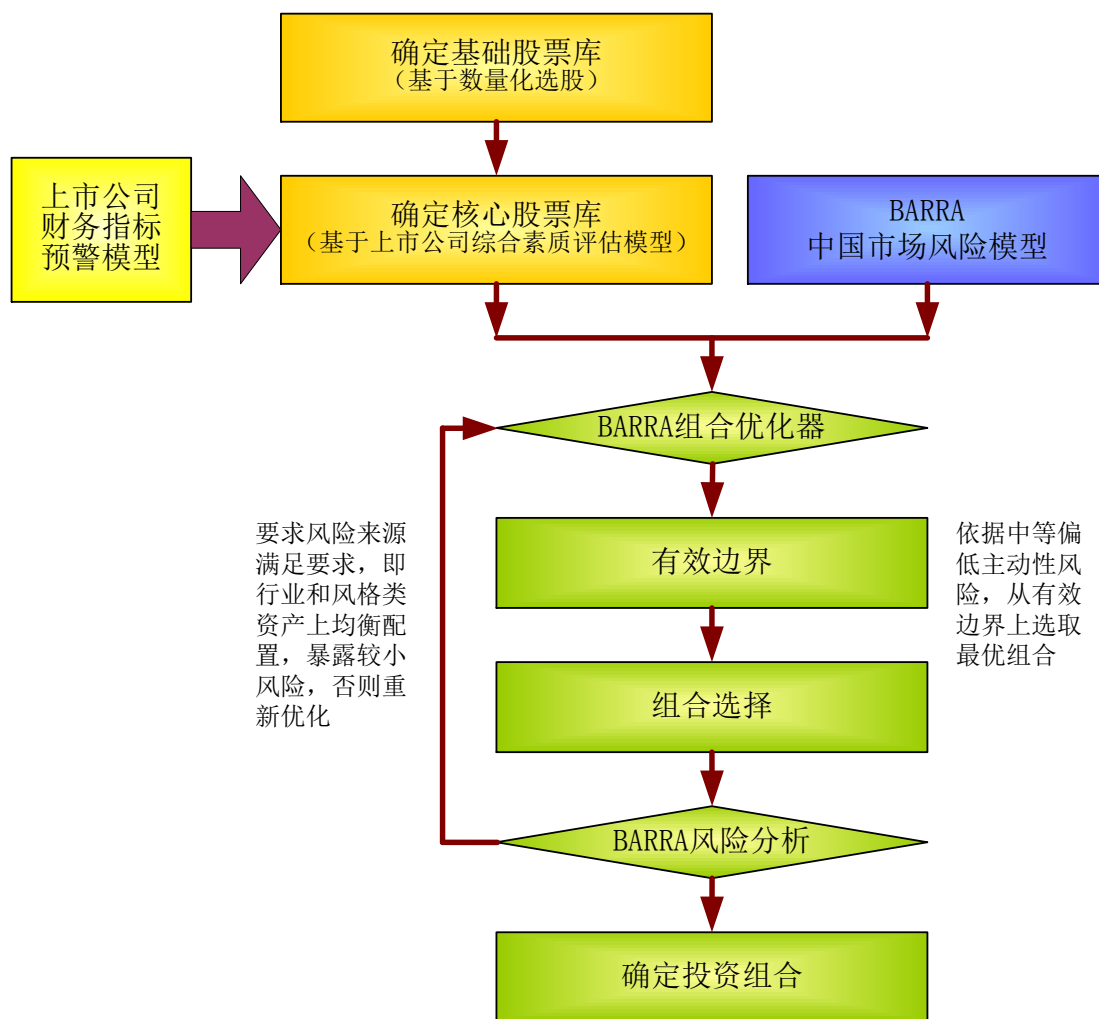 确定基础股票库
（基于数量化选股）
上市公司
财务指标
预警模型
确定核心股票库
（基于上市公司综合素质评估模型）
BARRA
中国市场风险模型
BARRA组合优化器
要求风险来源
满足要求，即
行业和风格类
资产上均衡配
置，暴露较小
风险，否则重
新优化
有效边界
依据中等偏
低主动性风
险，从有效
边界上选取
最优组合
组合选择
BARRA风险分析
确定投资组合